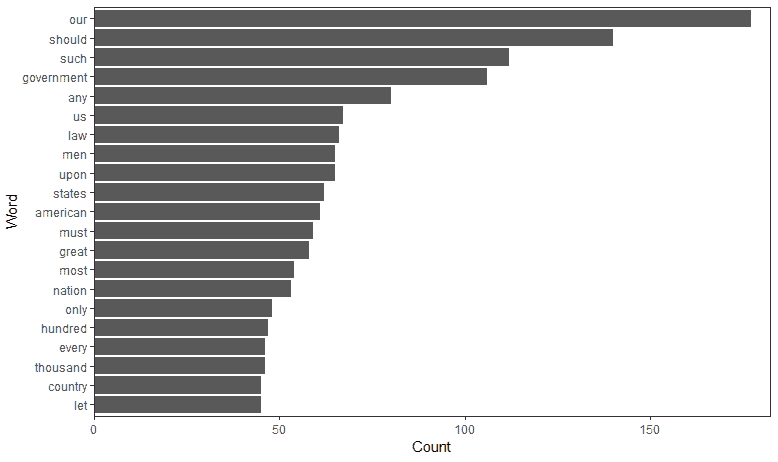 our
should
such
government
any
us
law
men
upon
states
american
must
great
most
nation
only
hundred
every
thousand
country
let
Word
0 50 100 150
Count